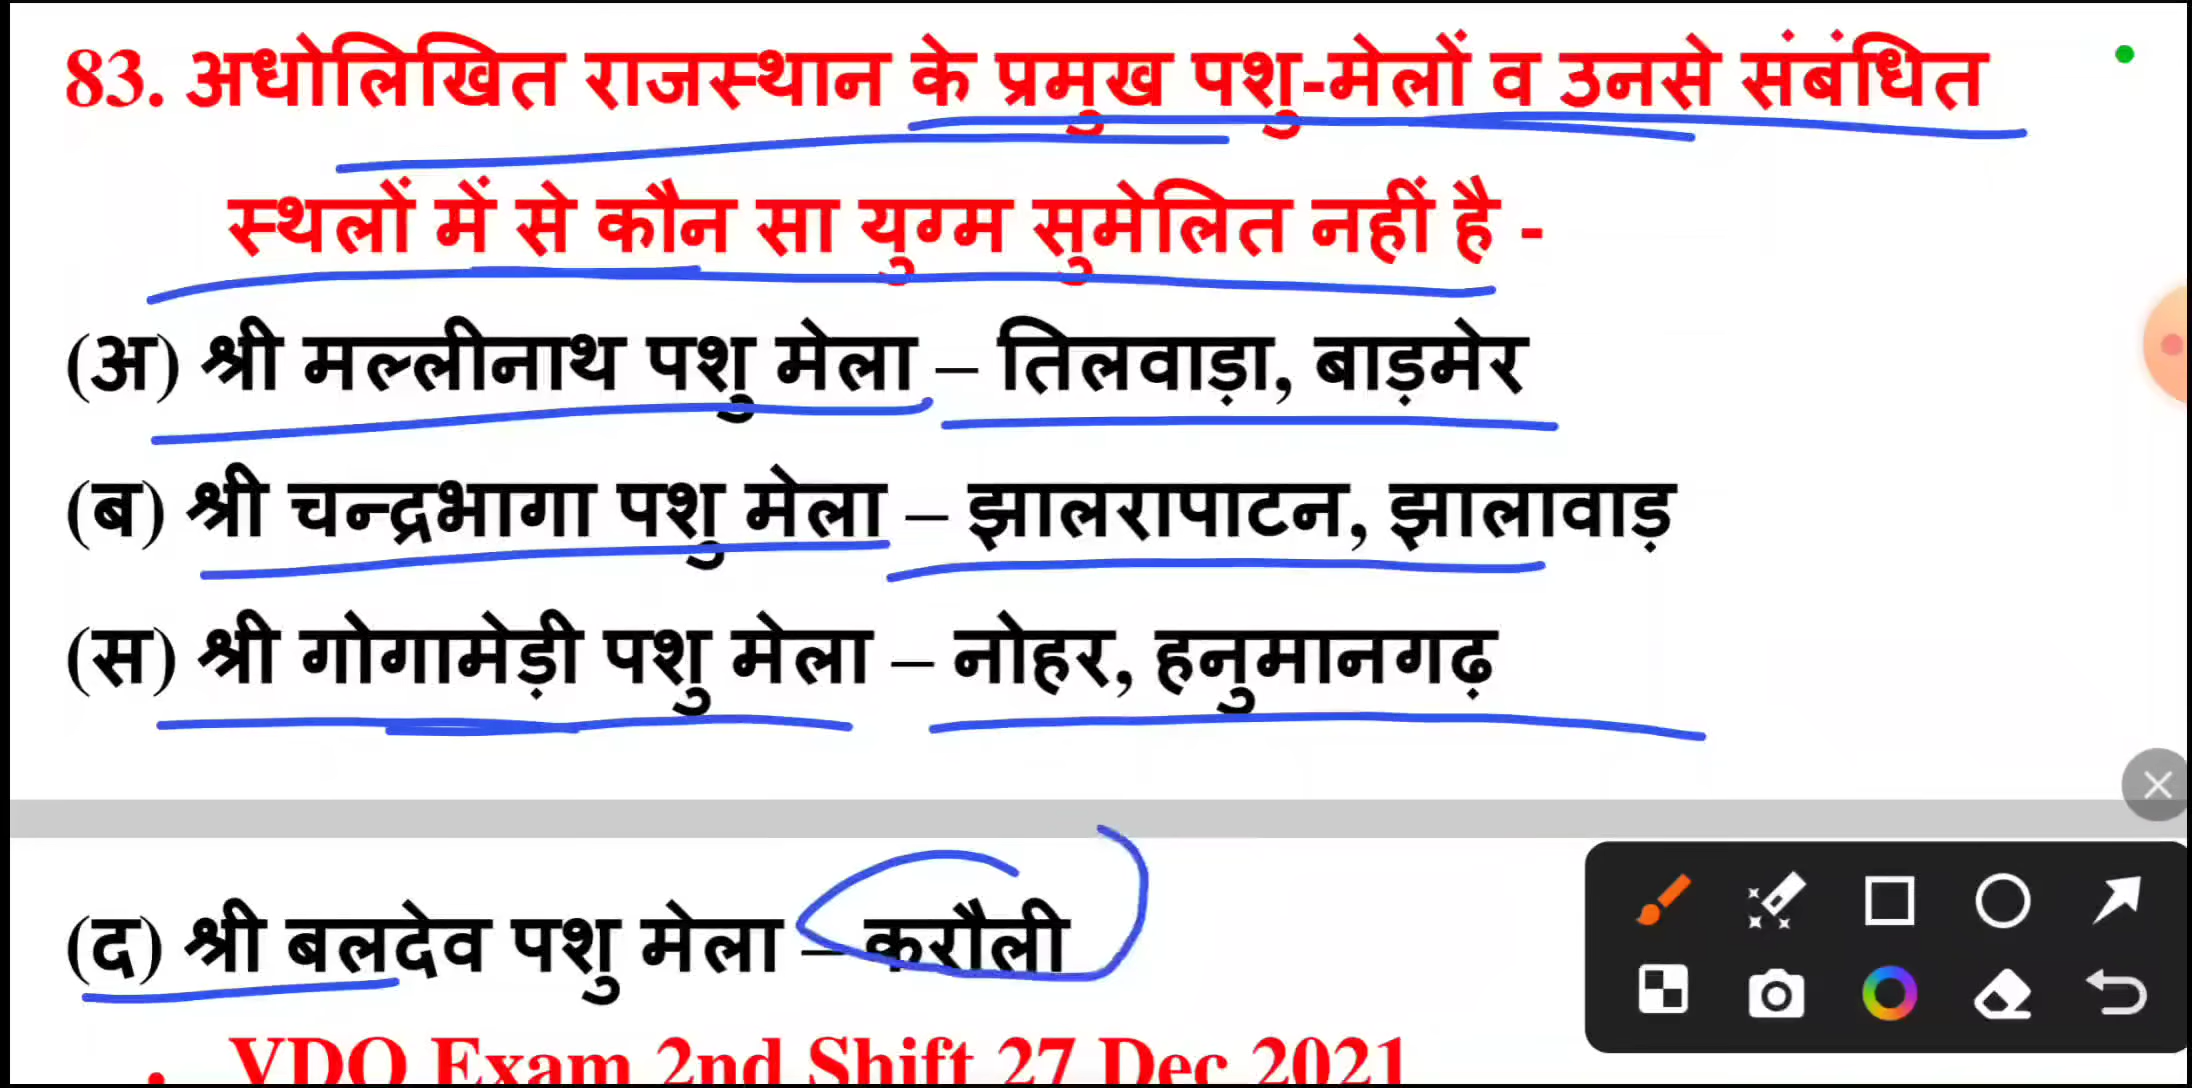 83. अधोलिखित राजस्थान के प्रमुख पशु-मेलों व उनसे संबंधित
स्थलों में से कौन सा युग्म सुमेलित नहीं है -
(अ) श्री मल्लीनाथ पशु मेला – तिलवाड़ा, बाड़मेर
(ब) श्री चन्द्रभागा पशु मेला – झालरापाटन, झालावाड़
(स) श्री गोगामेड़ी पशु मेला – नोहर, हनुमानगढ़
(द) श्री बलदेव पशु मेला – करौली
• VDO Exam 2nd Shift 27 Dec 2021